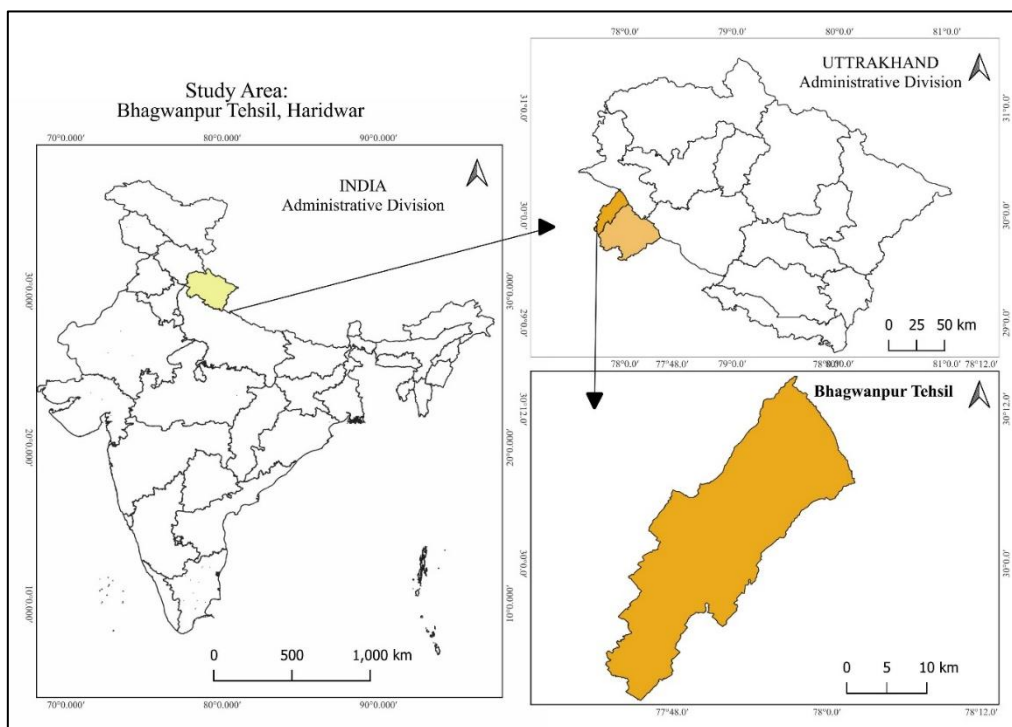 Study Area:
Bhagwanpur Tehsil, Haridwar
70°0.000' 80°0.000' 90°0.000'
INDIA
Administrative Division
30°0.000'
20°0.000'
10°0.000'
30°0.000'
20°0.000'
10°0.000'
0 500 1,000 km
70°0.000' 80°0.000' 90°0.000'
78°0.0' 79°0.0' 80°0.0' 81°0.0'
UTTRAKHAND
Administrative Division
31°0.0'
30°0.0'
29°0.0'
31°0.0'
30°0.0'
29°0.0'
0 25 50 km
78°0.0' 77°48.0' 79°0.0' 81°0.0' 78°12.0'
Bhagwanpur Tehsil
30°12.0'
30°0.0'
30°12.0'
30°0.0'
0 5 10 km
77°48.0' 78°0.0' 78°12.0'